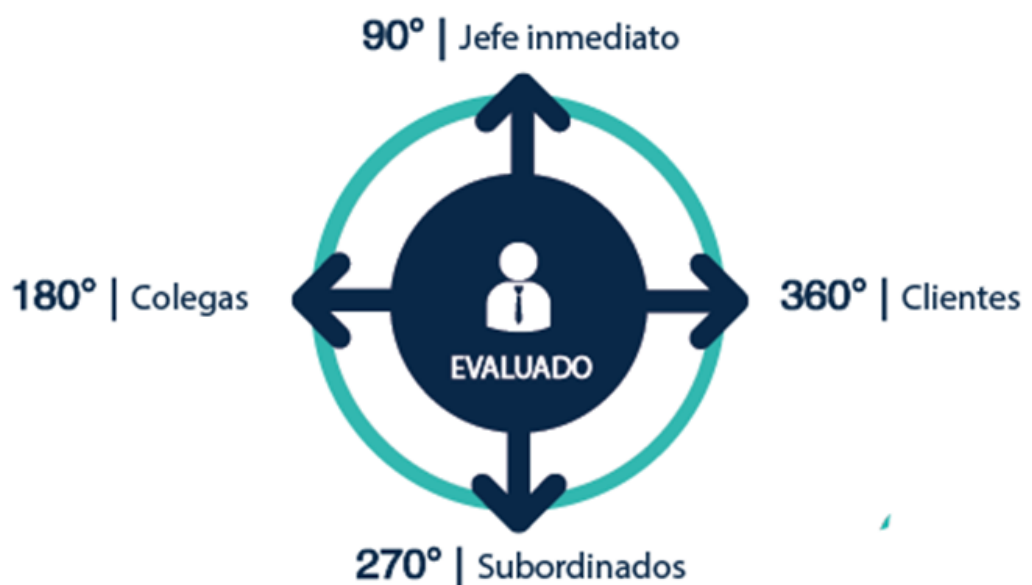 90° | Jefe inmediato
180° | Colegas
360° | Clientes
EVALUADO
270° | Subordinados